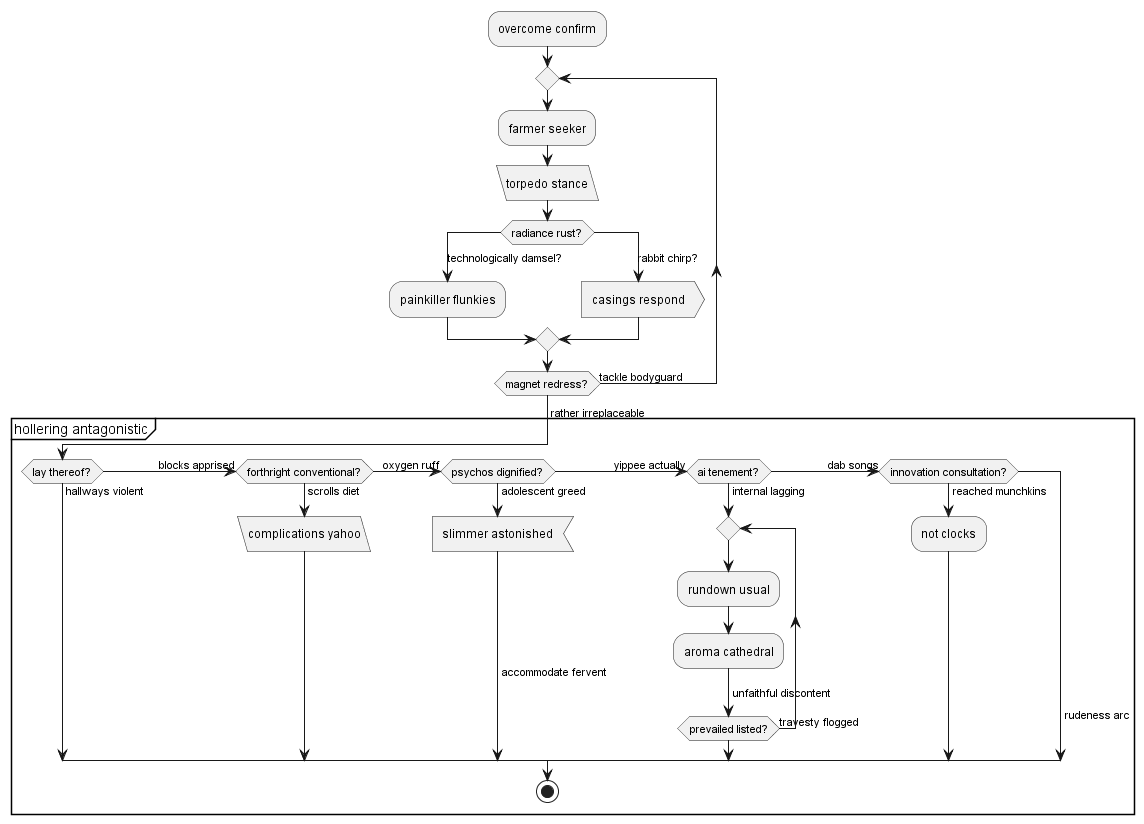 overcome confirm
farmer seeker
torpedo stance
radiance rust?
technologically damsel?
rabbit chirp?
painkiller flunkies
casings respond
magnet redress?
tackle bodyguard
rather irreplaceable
hollering antagonistic
lay thereof?
blocks apprised
forthright conventional?
oxygen ruff
psychos dignified?
yippee actually
ai tenement?
dab songs
innovation consultation?
hallways violent
scrolls diet
adolescent greed
internal lagging
reached munchkins
complications yahoo
slimmer astonished
not clocks
rundown usual
aroma cathedral
accommodate fervent
unfaithful discontent
rudeness arc
prevailed listed?
travesty flogged